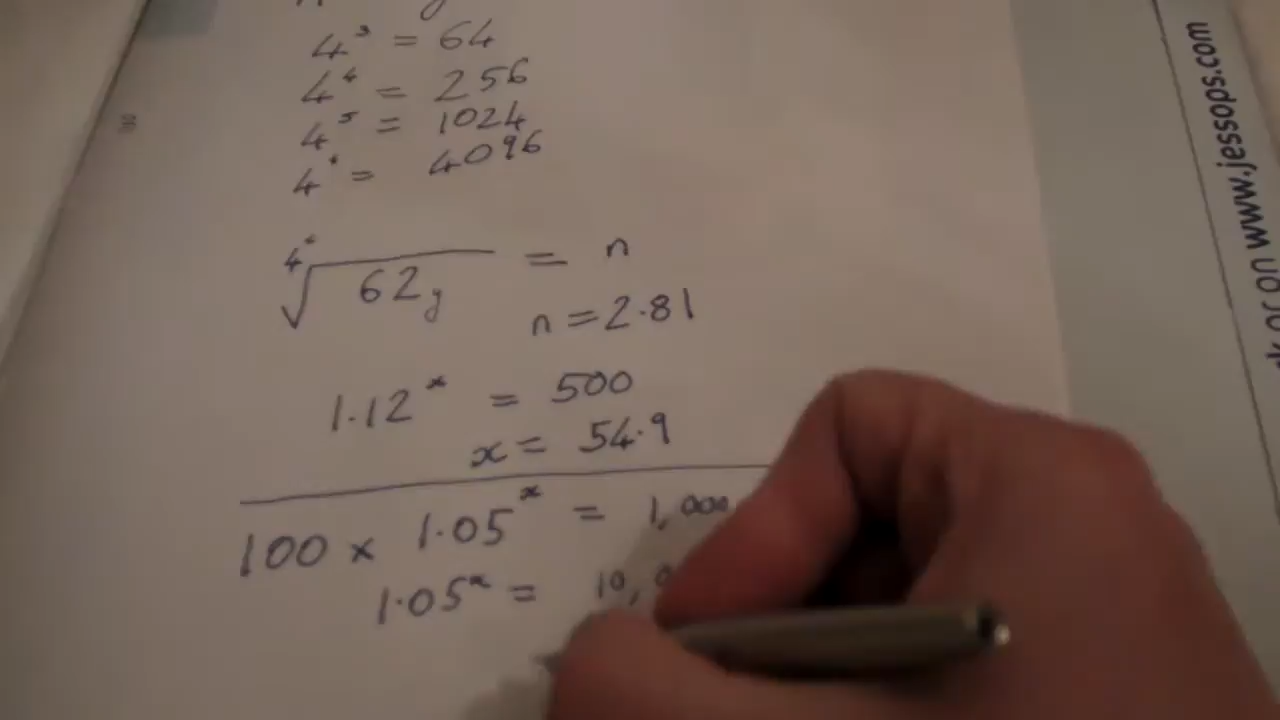 4³ = 64
4⁴ = 256
4⁵ = 1024
4⁶ = 4096
⁴√62 = n
n = 2.81
1.12ˣ = 500
x = 54.9
100 × 1.05ˣ = 1,000
1.05ˣ = 10,
on www.jessops.com